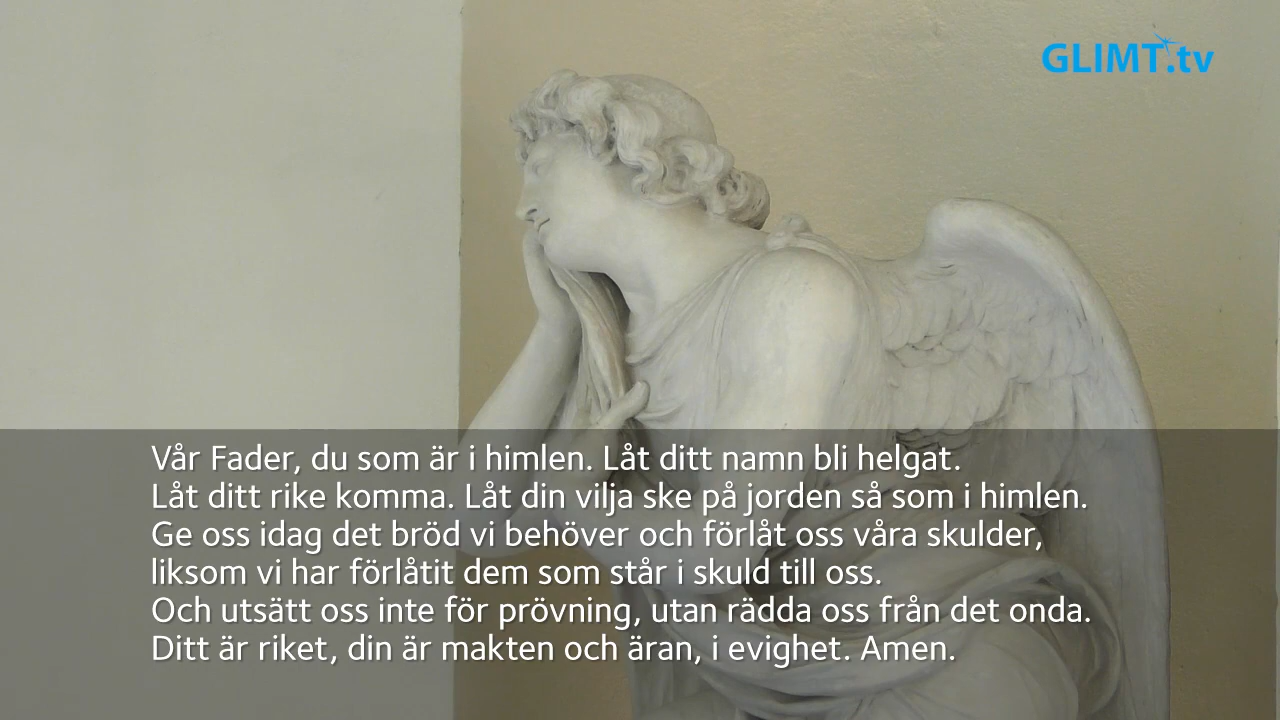 GLIMT.tv
Vår Fader, du som är i himlen. Låt ditt namn bli helgat.
Låt ditt rike komma. Låt din vilja ske på jorden så som i himlen.
Ge oss idag det bröd vi behöver och förlåt oss våra skulder,
liksom vi har förlåtit dem som står i skuld till oss.
Och utsätt oss inte för prövning, utan rädda oss från det onda.
Ditt är riket, din är makten och äran, i evighet. Amen.